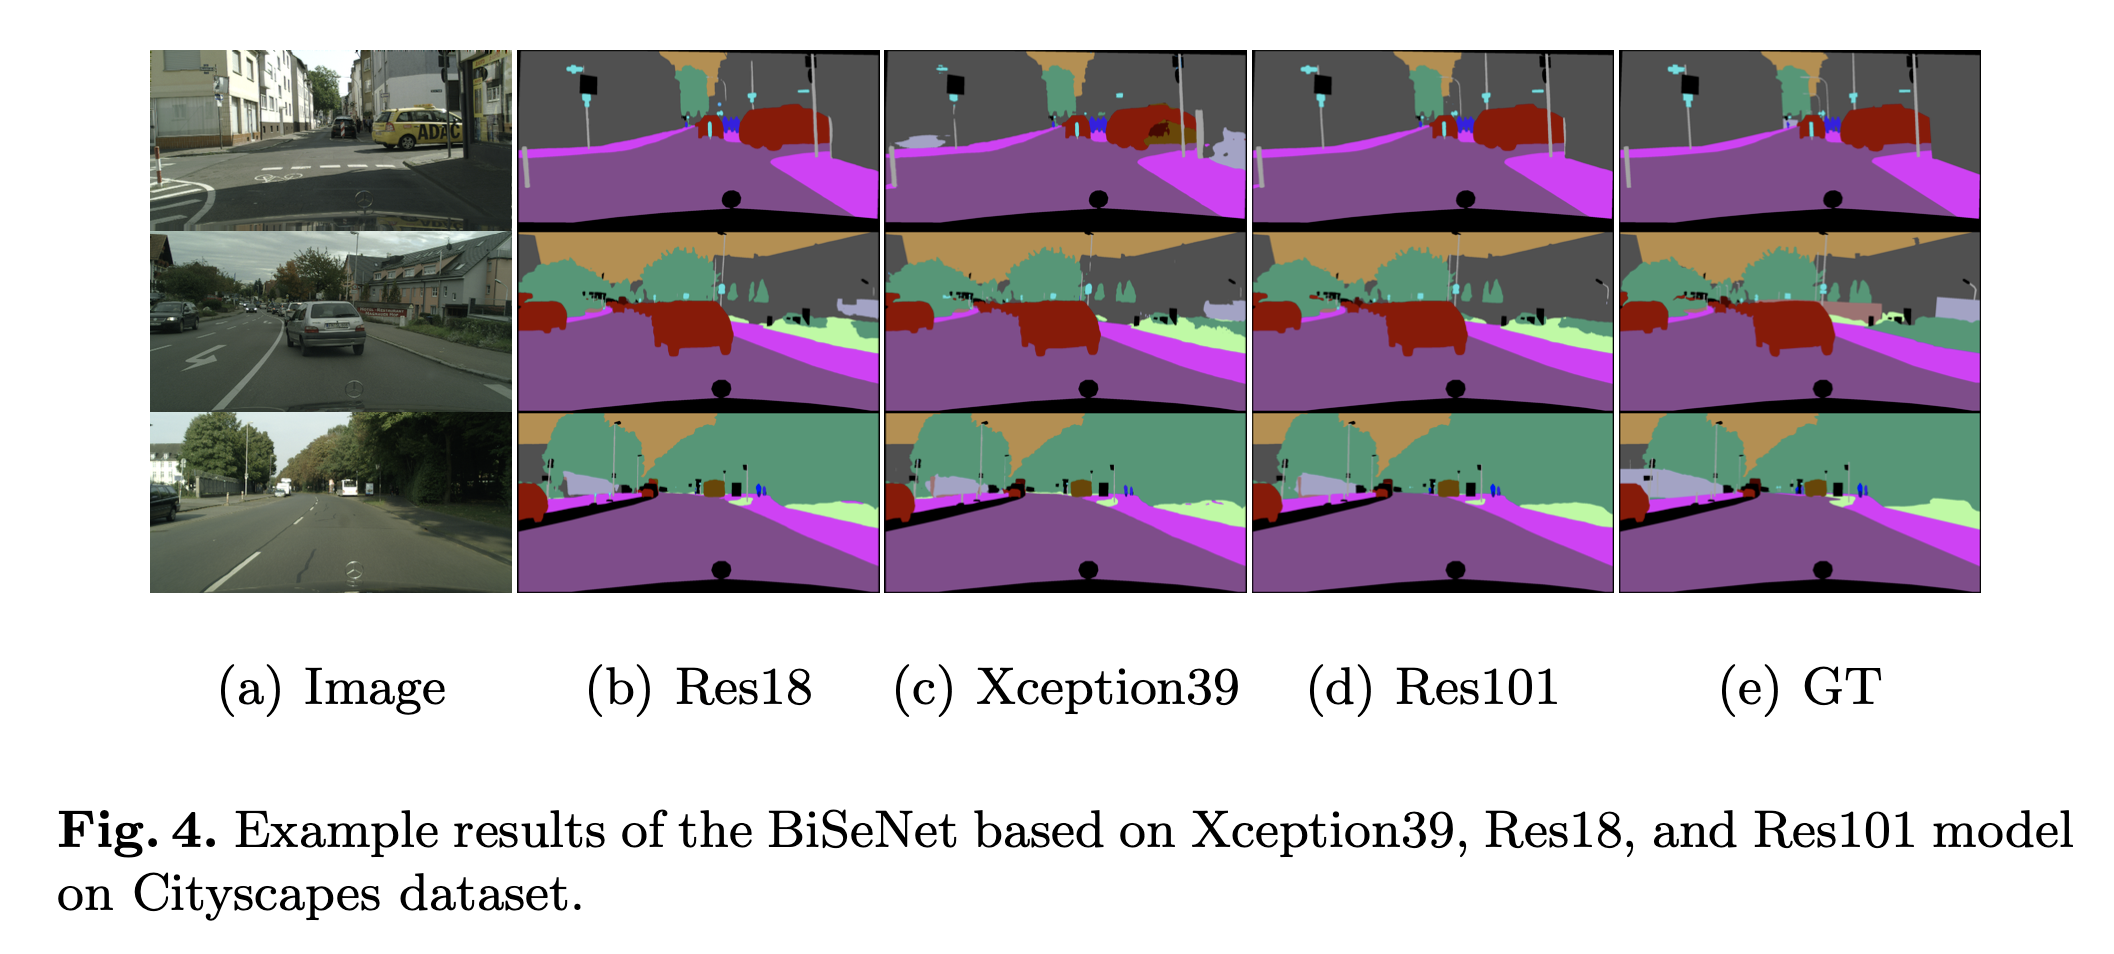 ADAC
(a) Image (b) Res18 (c) Xception39 (d) Res101 (e) GT
Fig. 4. Example results of the BiSeNet based on Xception39, Res18, and Res101 model
on Cityscapes dataset.